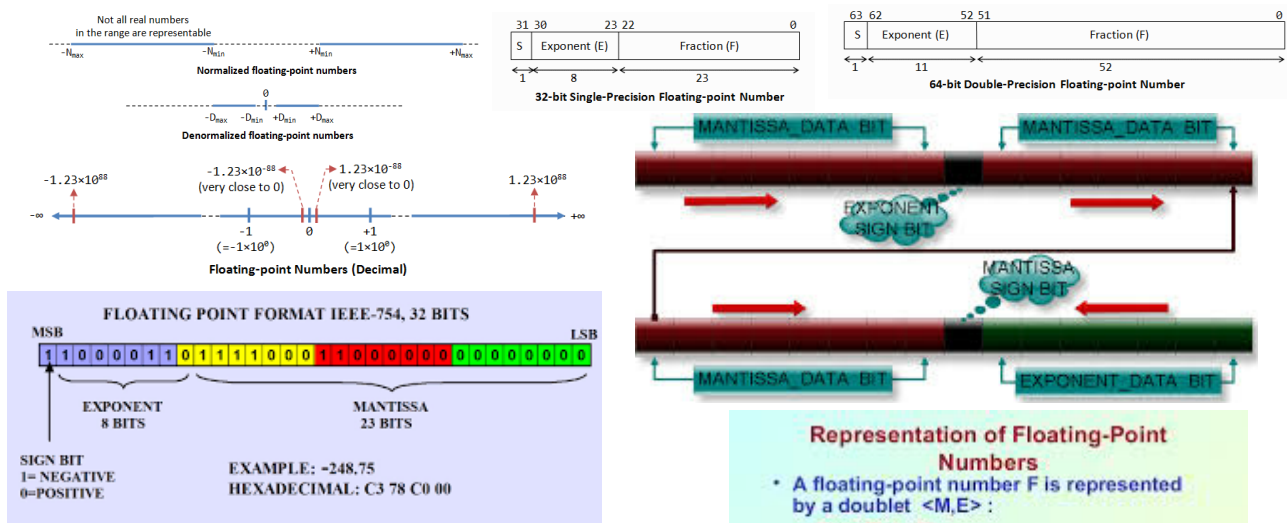 Not all real numbers
in the range are representable
-Nmax -Nmin +Nmin +Nmax
Normalized floating-point numbers
0
-Dmax -Dmin +Dmin +Dmax
Denormalized floating-point numbers
-1.23×10⁸⁸ -1.23×10⁻⁸⁸ 1.23×10⁻⁸⁸ 1.23×10⁸⁸
(very close to 0) (very close to 0)
-∞ +∞
-1 0 +1
(=-1×10⁰) (=1×10⁰)
Floating-point Numbers (Decimal)
31 30 23 22 0
S Exponent (E) Fraction (F)
1 8 23
32-bit Single-Precision Floating-point Number
63 62 52 51 0
S Exponent (E) Fraction (F)
1 11 52
64-bit Double-Precision Floating-point Number
MANTISSA_DATA BIT MANTISSA_DATA BIT
EXPONENT
SIGN BIT
MANTISSA
SIGN BIT
MANTISSA_DATA BIT EXPONENT_DATA BIT
FLOATING POINT FORMAT IEEE-754, 32 BITS
MSB LSB
1 1 0 0 0 0 1 1 0 1 1 1 1 0 0 0 1 1 0 0 0 0 0 0 0 0 0 0 0 0 0 0
EXPONENT MANTISSA
8 BITS 23 BITS
SIGN BIT
1= NEGATIVE
0=POSITIVE
EXAMPLE: -248,75
HEXADECIMAL: C3 78 C0 00
Representation of Floating-Point
Numbers
• A floating-point number F is represented
by a doublet <M,E> :